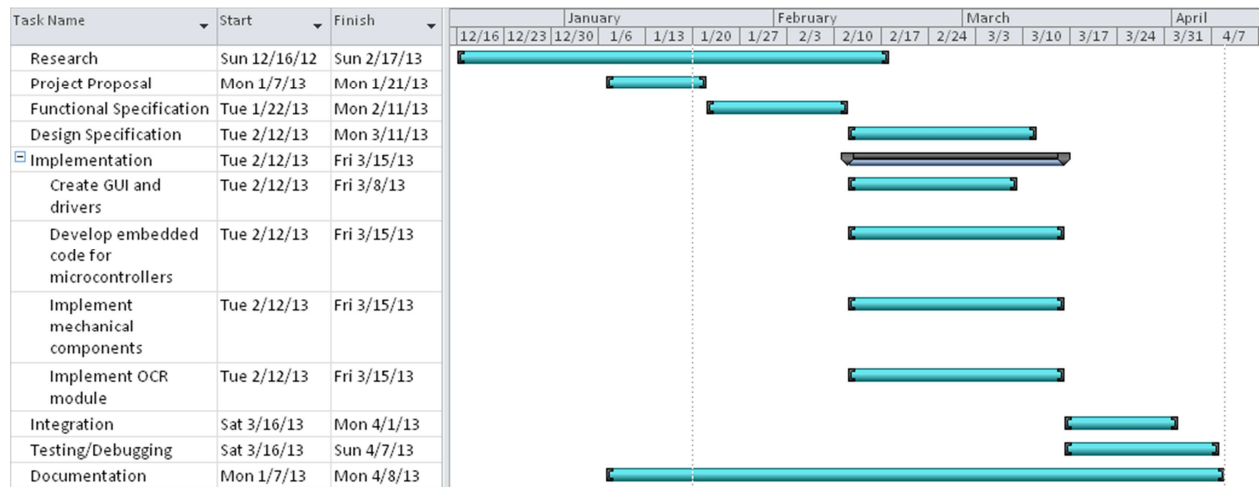 Task Name Start Finish January February March April
12/16 12/23 12/30 1/6 1/13 1/20 1/27 2/3 2/10 2/17 2/24 3/3 3/10 3/17 3/24 3/31 4/7
Research Sun 12/16/12 Sun 2/17/13
Project Proposal Mon 1/7/13 Mon 1/21/13
Functional Specification Tue 1/22/13 Mon 2/11/13
Design Specification Tue 2/12/13 Mon 3/11/13
Implementation Tue 2/12/13 Fri 3/15/13
Create GUI and Tue 2/12/13 Fri 3/8/13
drivers
Develop embedded Tue 2/12/13 Fri 3/15/13
code for
microcontrollers
Implement Tue 2/12/13 Fri 3/15/13
mechanical
components
Implement OCR Tue 2/12/13 Fri 3/15/13
module
Integration Sat 3/16/13 Mon 4/1/13
Testing/Debugging Sat 3/16/13 Sun 4/7/13
Documentation Mon 1/7/13 Mon 4/8/13